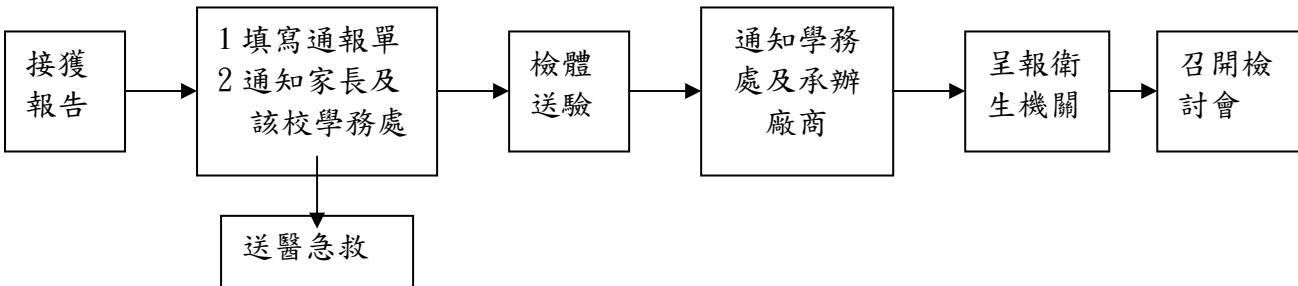 接獲
報告
1 填寫通報單
2 通知家長及
該校學務處
檢體
送驗
通知學務
處及承辦
廠商
呈報衛
生機關
召開檢
討會
送醫急救